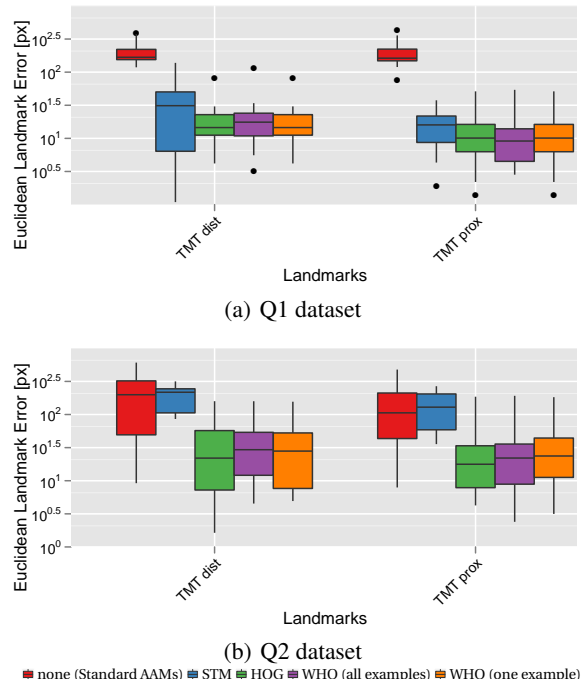 Euclidean Landmark Error [px]
10^2.5
10^2
10^1.5
10^1
10^0.5
TMT dist
TMT prox
Landmarks
(a) Q1 dataset
Euclidean Landmark Error [px]
10^2.5
10^2
10^1.5
10^1
10^0.5
10^0
TMT dist
TMT prox
Landmarks
(b) Q2 dataset
none (Standard AAMs) STM HOG WHO (all examples) WHO (one example)